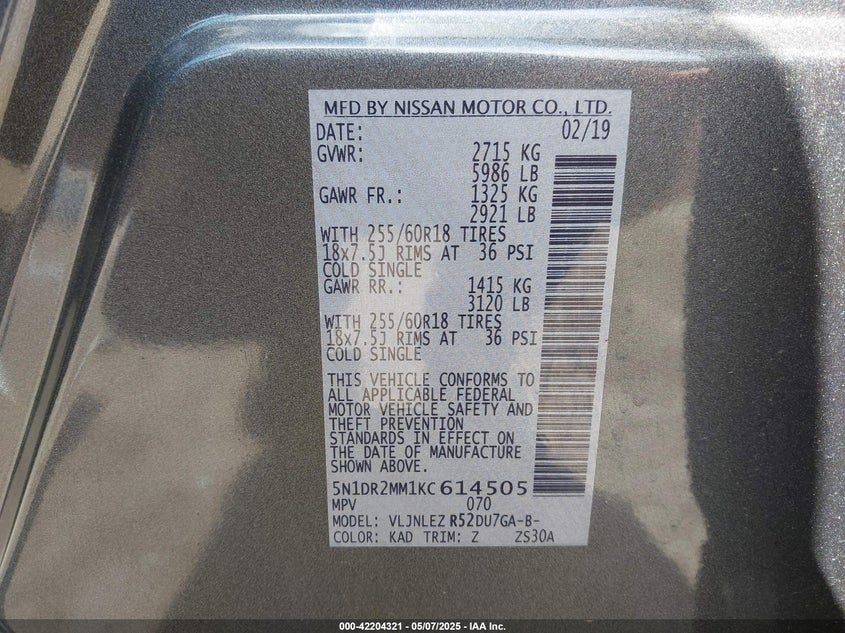 MFD BY NISSAN MOTOR CO., LTD.
DATE: 02/19
GVWR: 2715 KG
5986 LB
GAWR FR.: 1325 KG
2921 LB
WITH 255/60R18 TIRES
18x7.5J RIMS AT 36 PSI
COLD SINGLE
GAWR RR.: 1415 KG
3120 LB
WITH 255/60R18 TIRES
18x7.5J RIMS AT 36 PSI
COLD SINGLE
THIS VEHICLE CONFORMS TO
ALL APPLICABLE FEDERAL
MOTOR VEHICLE SAFETY AND
THEFT PREVENTION
STANDARDS IN EFFECT ON
THE DATE OF MANUFACTURE
SHOWN ABOVE.
5N1DR2MM1KC614505
MPV 070
MODEL: VLJNLEZ R52DU7GA-B-
COLOR: KAD TRIM: Z ZS30A
000-42204321 - 05/07/2025 - IAA Inc.